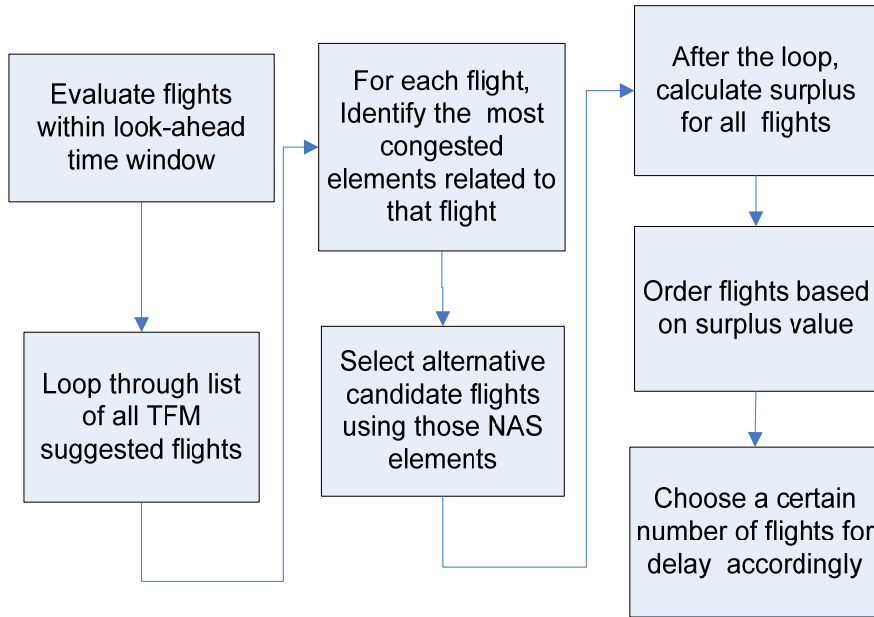 Evaluate flights
within look-ahead
time window
Loop through list
of all TFM
suggested flights
For each flight,
Identify the most
congested
elements related to
that flight
Select alternative
candidate flights
using those NAS
elements
After the loop,
calculate surplus
for all flights
Order flights based
on surplus value
Choose a certain
number of flights for
delay accordingly